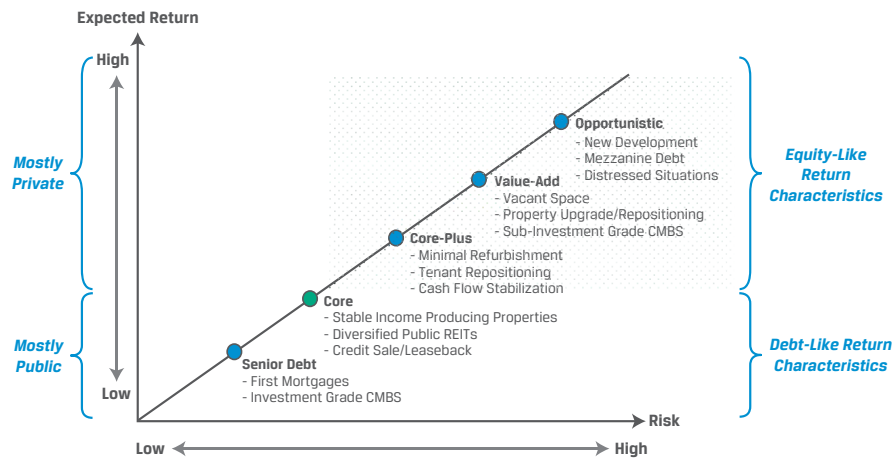 Expected Return
High
Opportunistic
- New Development
- Mezzanine Debt
- Distressed Situations
Mostly
Private
Equity-Like
Return
Characteristics
Value-Add
- Vacant Space
- Property Upgrade/Repositioning
- Sub-Investment Grade CMBS
Core-Plus
- Minimal Refurbishment
- Tenant Repositioning
- Cash Flow Stabilization
Core
- Stable Income Producing Properties
- Diversified Public REITs
- Credit Sale/Leaseback
Mostly
Public
Debt-Like Return
Characteristics
Senior Debt
- First Mortgages
- Investment Grade CMBS
Low
Risk
Low
High